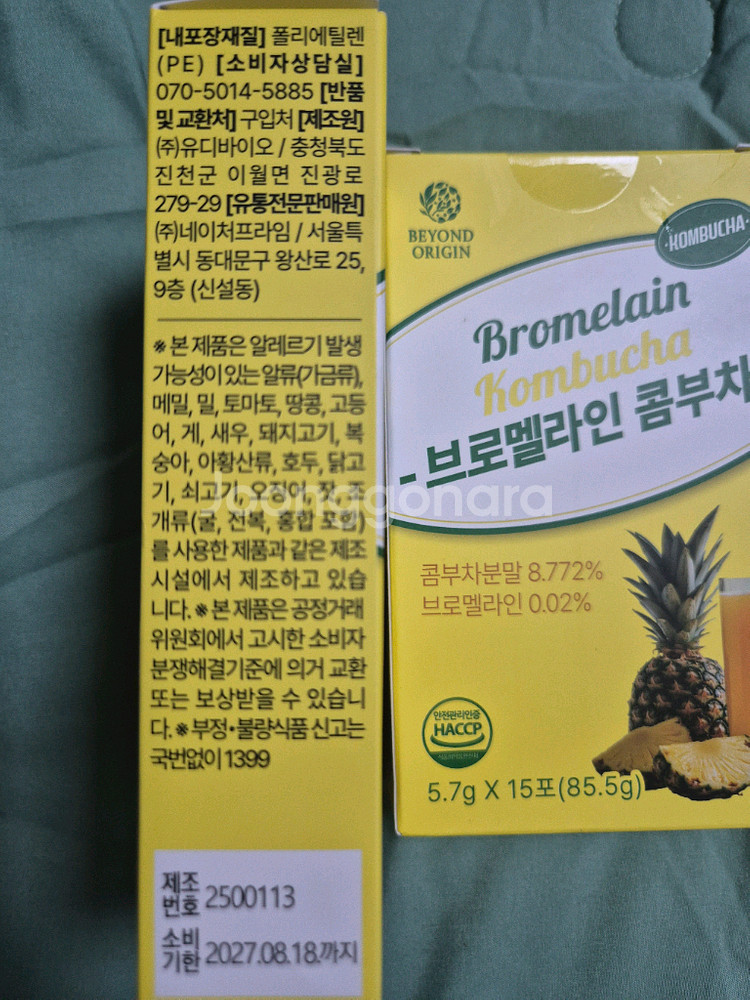 [내포장재질] 폴리에틸렌
(PE) [소비자상담실]
070-5014-5885 [반품
및 교환처] 구입처 [제조원]
(주)유디바이오 / 충청북도
진천군 이월면 진광로
279-29 [유통전문판매원]
(주)네이처프라임 / 서울특
별시 동대문구 왕산로 25,
9층 (신설동)
※ 본 제품은 알레르기 발생
가능성이 있는 알류(가금류),
메밀, 밀, 토마토, 땅콩, 고등
어, 게, 새우, 돼지고기, 복
숭아, 아황산류, 호두, 닭고
기, 쇠고기, 오징어, 잣, 조
개류(굴, 전복, 홍합 포함)
를 사용한 제품과 같은 제조
시설에서 제조하고 있습
니다. ※ 본 제품은 공정거래
위원회에서 고시한 소비자
분쟁해결기준에 의거 교환
또는 보상받을 수 있습니
다. ※ 부정•불량식품 신고는
국번없이 1399
제조
번호 2500113
소비
기한 2027.08.18.까지
BEYOND
ORIGIN
KOMBUCHA
Bromelain
Kombucha
- 브로멜라인 콤부차
콤부차분말 8.772%
브로멜라인 0.02%
안전관리인증
HACCP
5.7g X 15포(85.5g)
Joonggonara